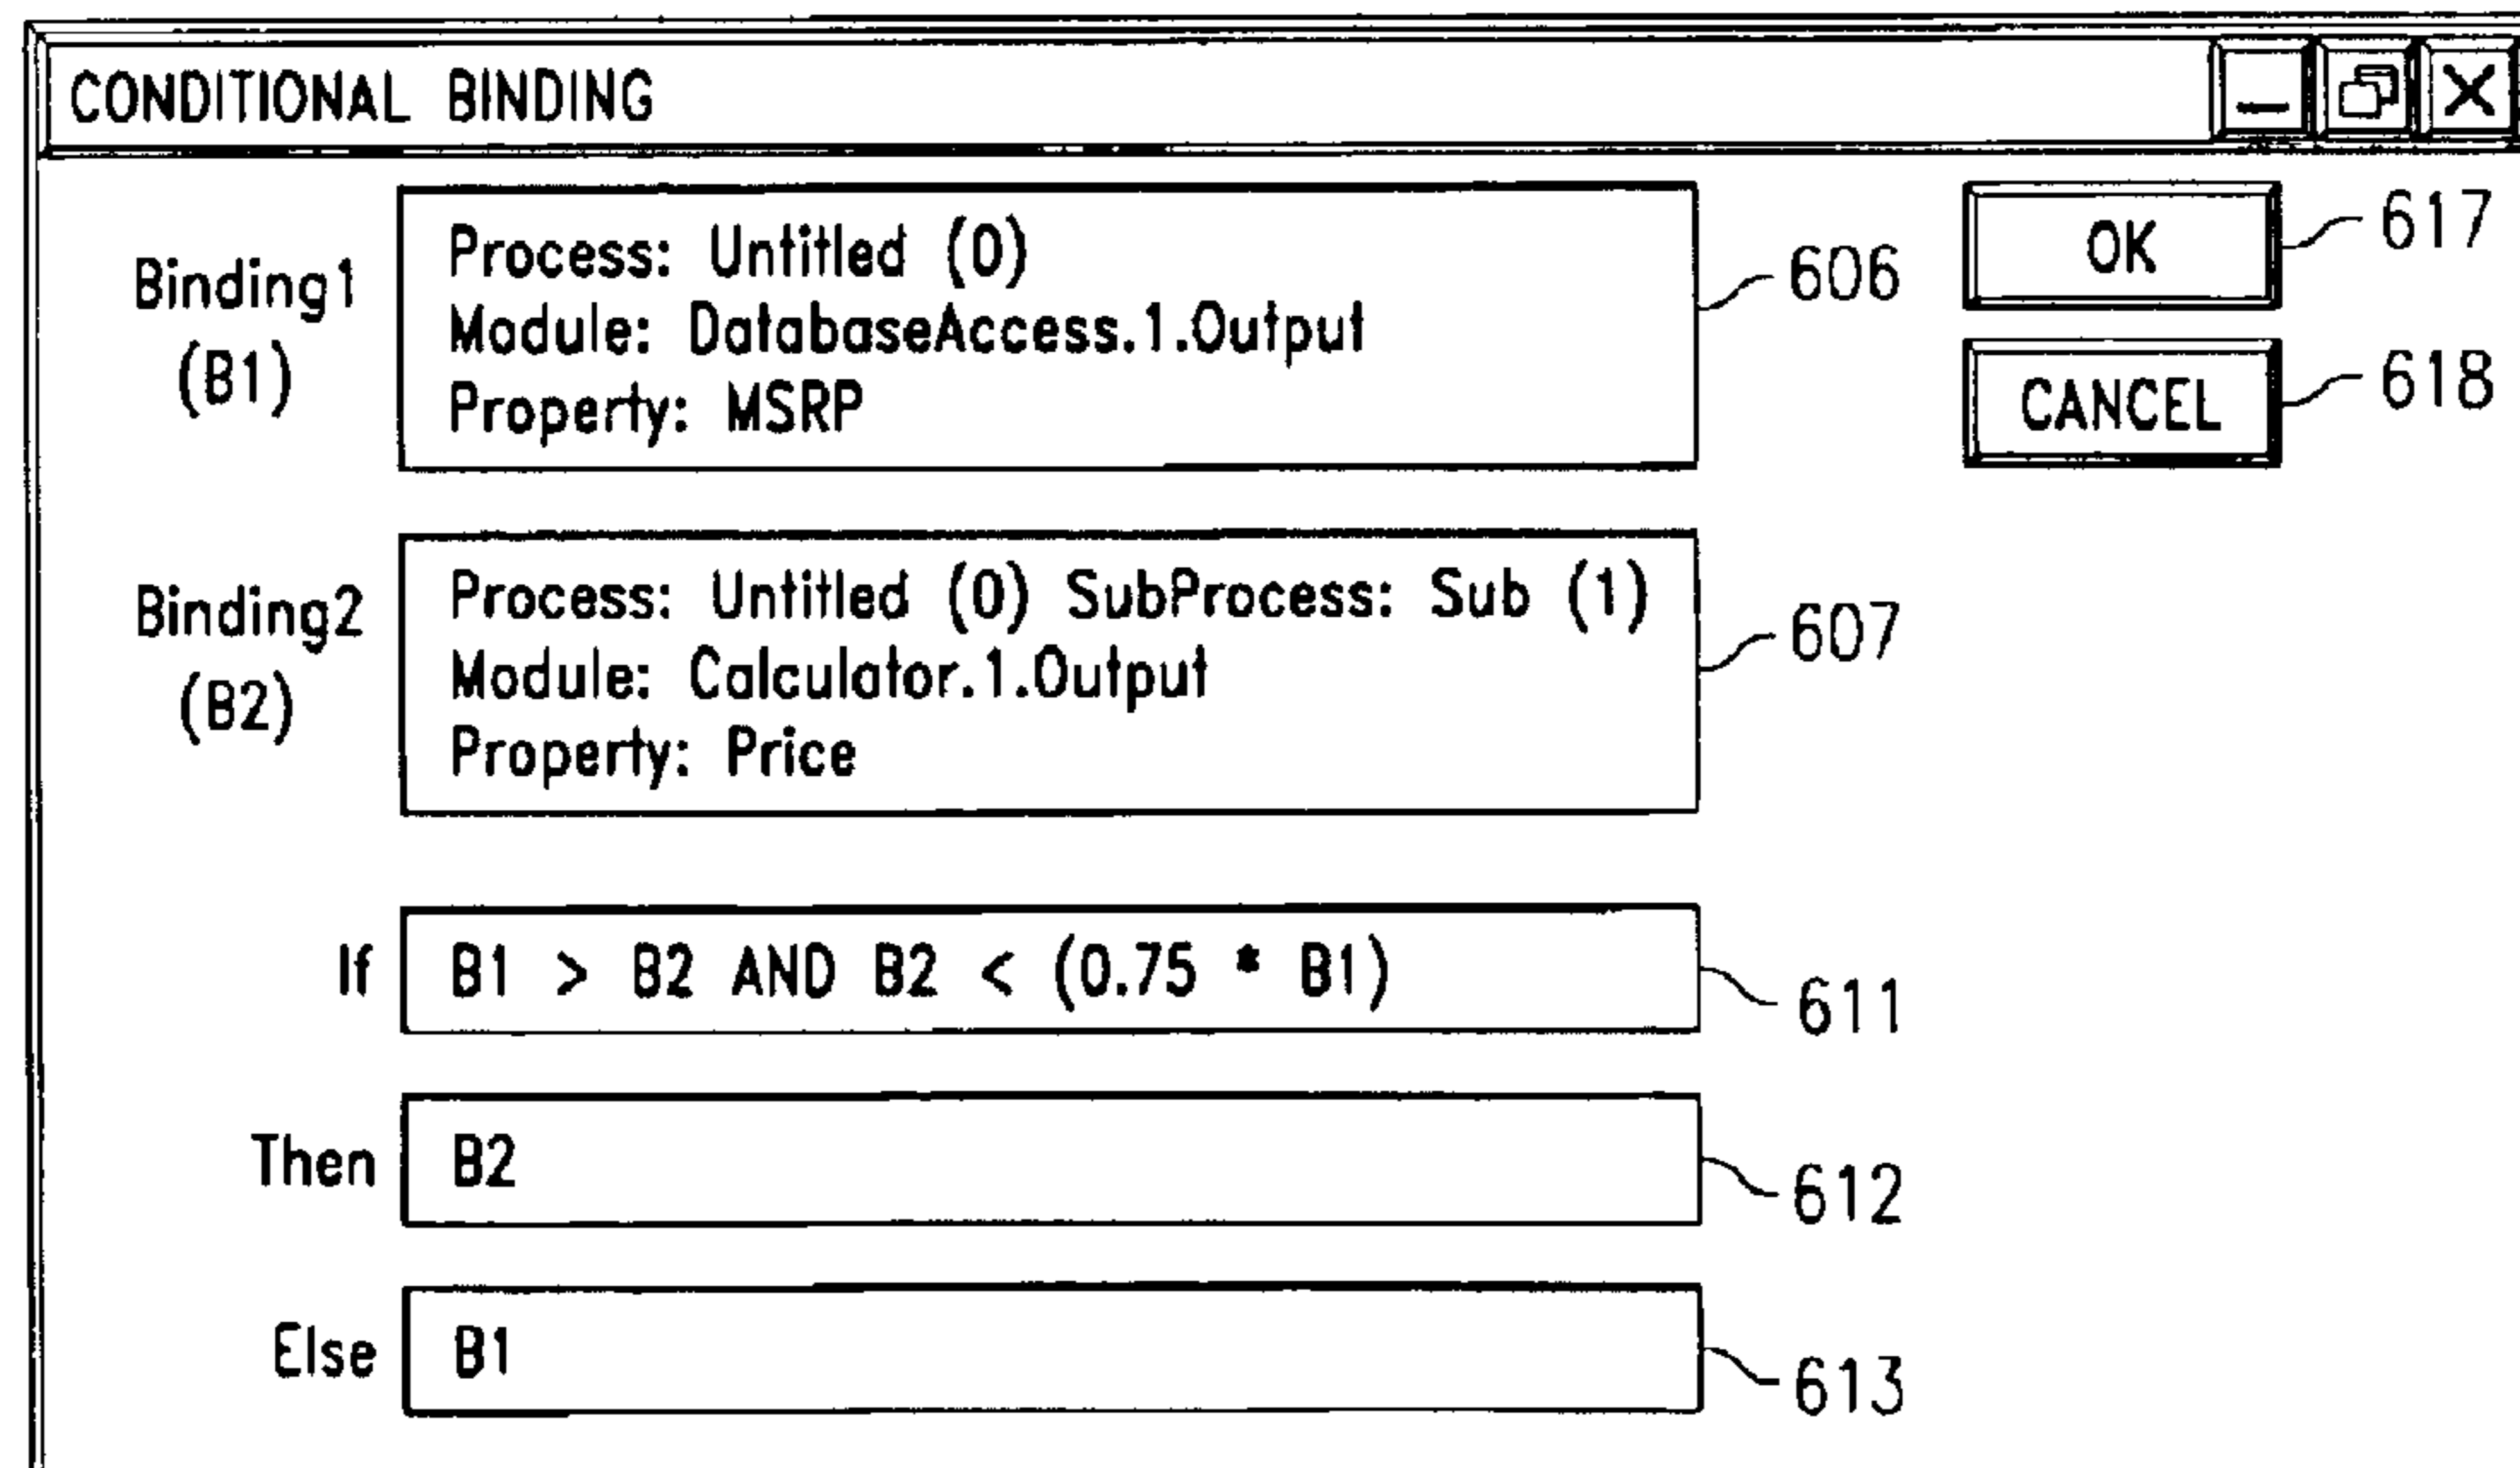 CONDITIONAL BINDING
Binding1
(B1)
Process: Untitled (0)
Module: DatabaseAccess.1.Output
Property: MSRP
606
OK
617
CANCEL
618
Binding2
(B2)
Process: Untitled (0) SubProcess: Sub (1)
Module: Calculator.1.Output
Property: Price
607
If
B1 > B2 AND B2 < (0.75 * B1)
611
Then
B2
612
Else
B1
613